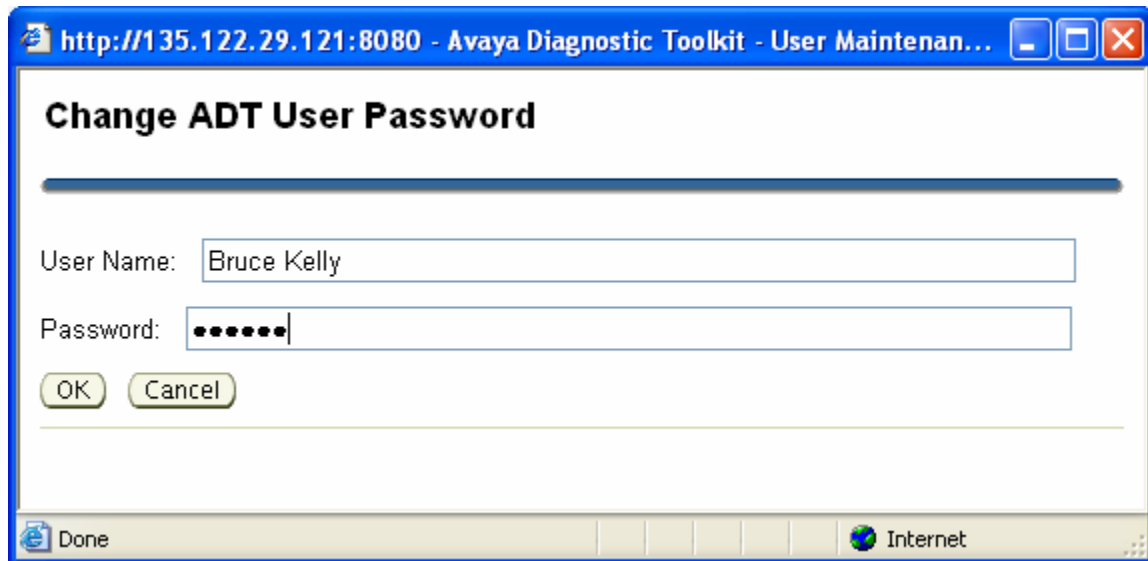 http://135.122.29.121:8080 - Avaya Diagnostic Toolkit - User Maintenan...
Change ADT User Password
User Name: Bruce Kelly
Password: ••••••
OK Cancel
Done Internet